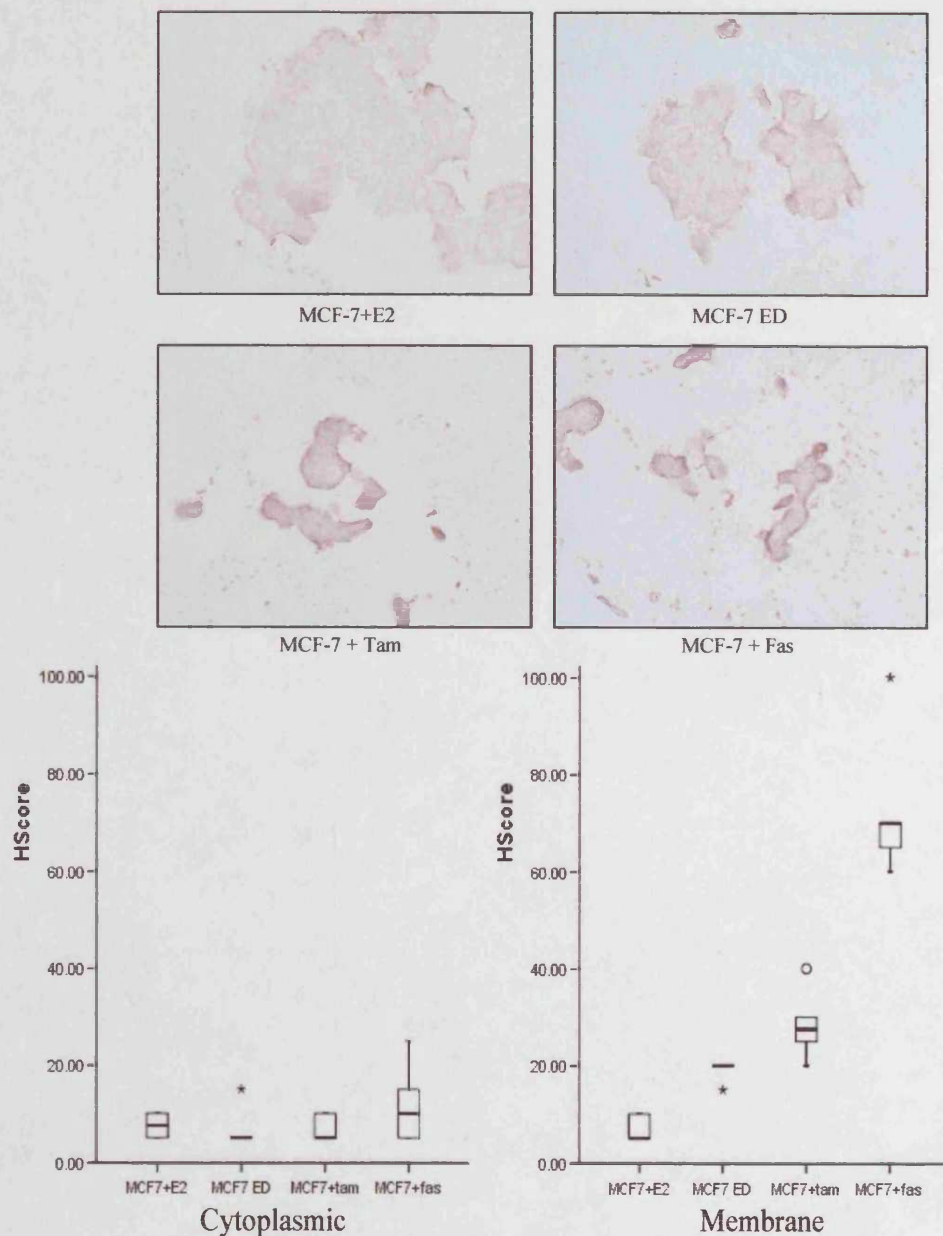 MCF-7+E2
MCF-7 ED
MCF-7 + Tam
MCF-7 + Fas
100.00
80.00
60.00
40.00
20.00
0.00
HScore
MCF7+E2 MCF7 ED MCF7+tam MCF7+fas
Cytoplasmic
100.00
80.00
60.00
40.00
20.00
0.00
HScore
MCF7+E2 MCF7 ED MCF7+tam MCF7+fas
Membrane